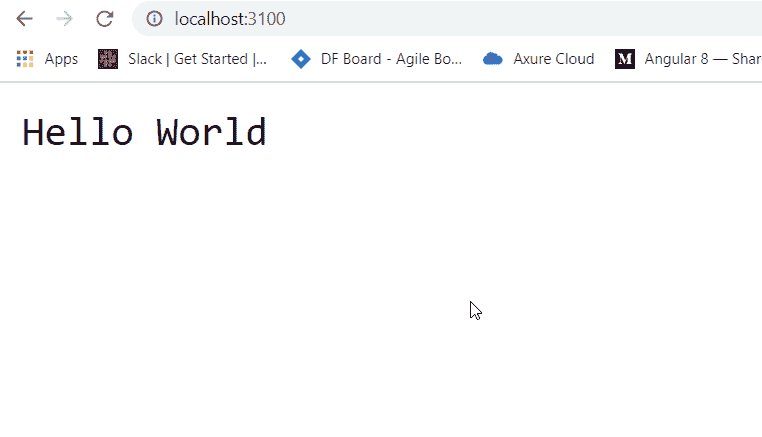 localhost:3100
Apps Slack | Get Started |... DF Board - Agile Bo... Axure Cloud M Angular 8 — Shar
Hello World